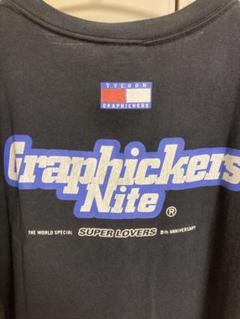 TYCOON
GRAPHICKERS
Graphickers
Nite ®
THE WORLD SPECIAL SUPER LOVERS 8th ANNIVERSARY